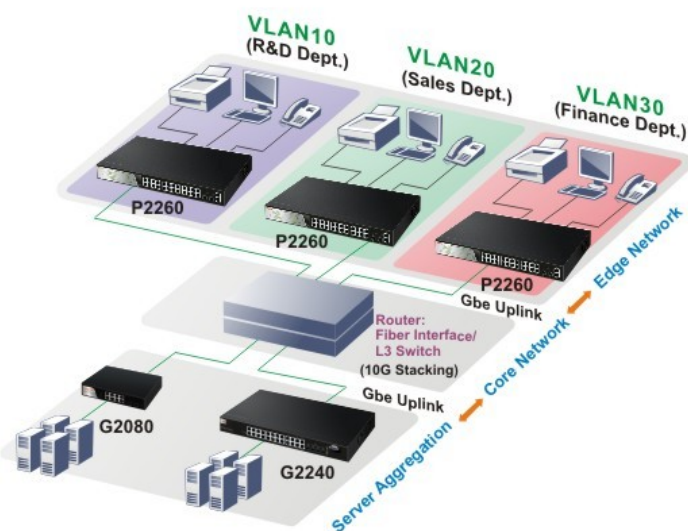 VLAN10
(R&D Dept.)
VLAN20
(Sales Dept.)
VLAN30
(Finance Dept.)
P2260
P2260
P2260
Gbe Uplink
Edge Network
Router:
Fiber Interface/
L3 Switch
(10G Stacking)
Core Network
Gbe Uplink
G2080
G2240
Server Aggregation